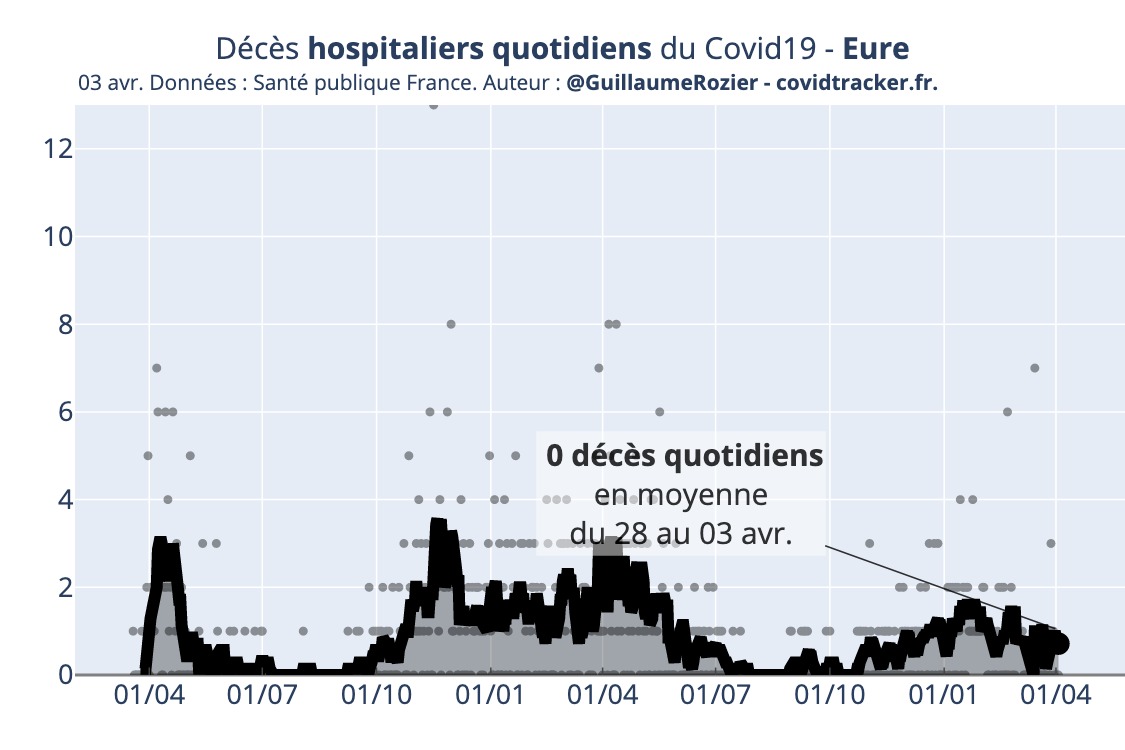 Décès hospitaliers quotidiens du Covid19 - Eure
03 avr. Données : Santé publique France. Auteur : @GuillaumeRozier - covidtracker.fr.
12
10
8
6
4
2
0
0 décès quotidiens
en moyenne
du 28 au 03 avr.
01/04 01/07 01/10 01/01 01/04 01/07 01/10 01/01 01/04